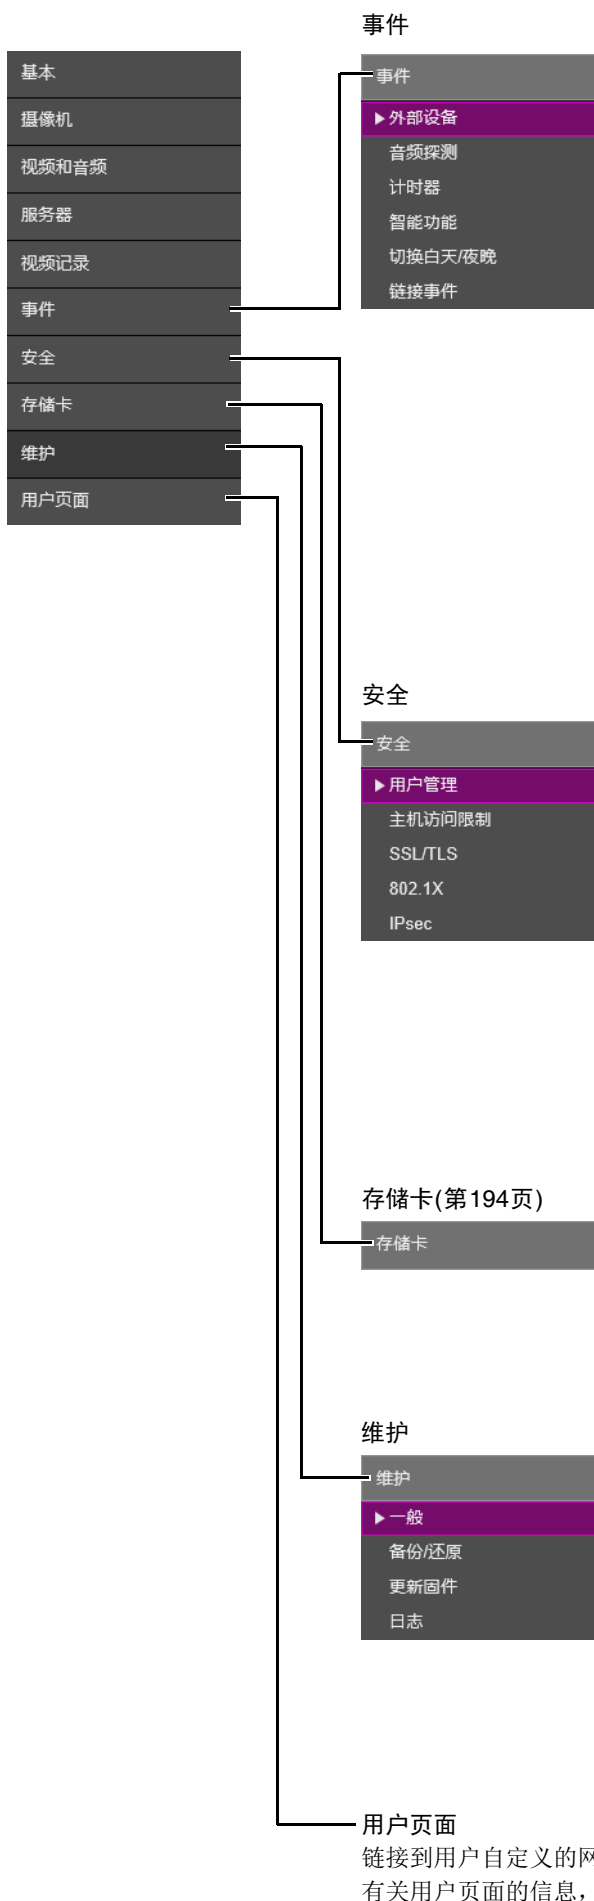 基本
摄像机
视频和音频
服务器
视频记录
事件
安全
存储卡
维护
用户页面
事件
事件
▶外部设备
音频探测
计时器
智能功能
切换白天/夜晚
链接事件
安全
安全
▶用户管理
主机访问限制
SSL/TLS
802.1X
IPsec
存储卡(第194页)
存储卡
维护
维护
▶一般
备份/还原
更新固件
日志
用户页面
链接到用户自定义的网
有关用户页面的信息，